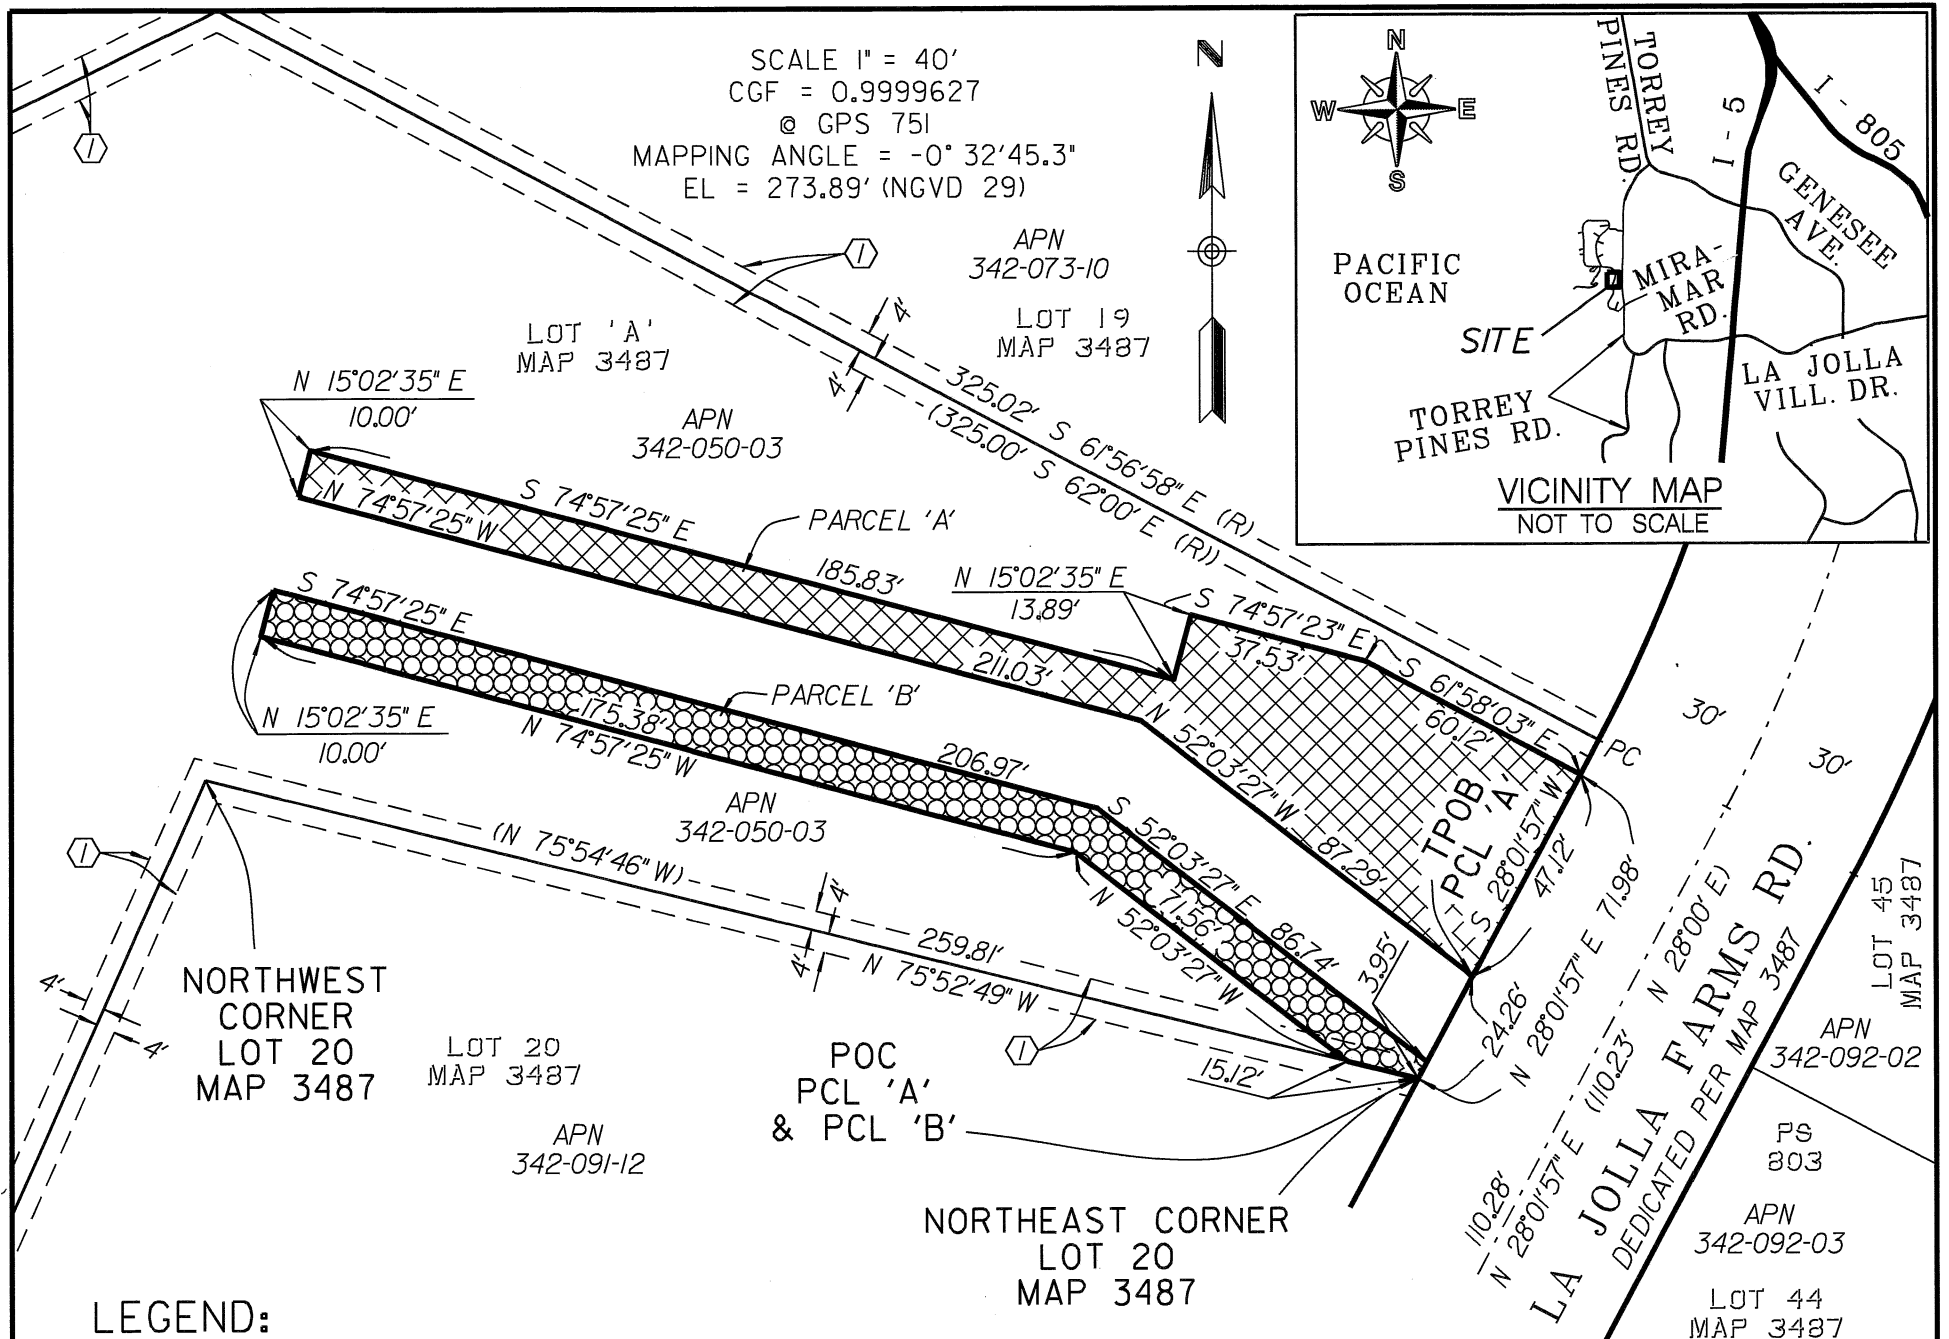 SCALE 1" = 40'
CGF = 0.9999627
@ GPS 751
MAPPING ANGLE = -0° 32'45.3"
EL = 273.89' (NGVD 29)
N
N
W
E
S
TORREY
PINES RD.
I - 5
I - 805
GENESEE
AVE.
PACIFIC
OCEAN
MIRA-
MAR
RD.
SITE
LA JOLLA
VILL. DR.
TORREY
PINES RD.
VICINITY MAP
NOT TO SCALE
1
1
APN
342-073-10
LOT 19
MAP 3487
LOT 'A'
MAP 3487
4'
4'
325.02' S 61°56'58" E (R)
(325.00' S 62°00' E (R))
N 15°02'35" E
10.00'
APN
342-050-03
S 74°57'25" E
N 74°57'25" W
PARCEL 'A'
185.83'
N 15°02'35" E
13.89'
S 74°57'23" E
37.53'
S 61°58'03" E
60.12'
211.03'
S 74°57'25" E
PARCEL 'B'
175.38'
N 74°57'25" W
206.97'
N 15°02'35" E
10.00'
N 52°03'27" W
87.29'
TPOB
PCL 'A'
S 28°01'57" W
47.12'
PC
30'
30'
N 28°01'57" E 71.98'
24.26'
APN
342-050-03
S 52°03'27" E
86.74'
71.56'
N 52°03'27" W
3.95'
(N 75°54'46" W)
259.81'
N 75°52'49" W
4'
4'
1
1
4'
4'
15.12'
NORTHWEST
CORNER
LOT 20
MAP 3487
LOT 20
MAP 3487
APN
342-091-12
POC
PCL 'A'
& PCL 'B'
NORTHEAST CORNER
LOT 20
MAP 3487
110.28'
N 28°01'57" E (110.23' N 28°00' E)
LA JOLLA FARMS RD.
DEDICATED PER MAP 3487
LOT 45
MAP 3487
APN
342-092-02
PS
803
APN
342-092-03
LOT 44
MAP 3487
LEGEND: